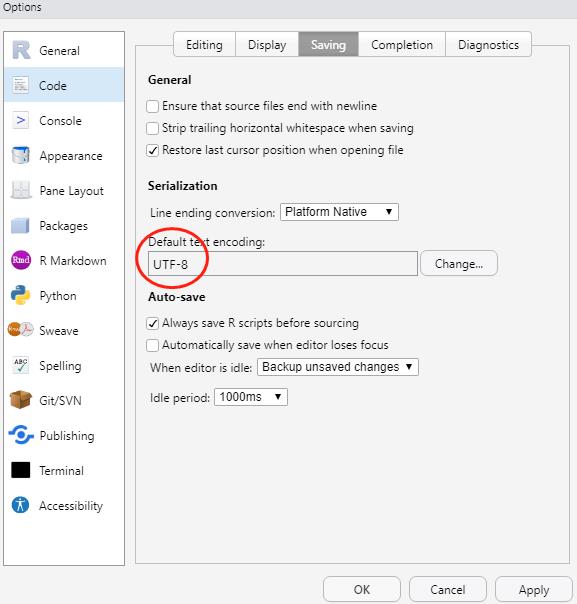 Options
R General
Code
> Console
Appearance
Pane Layout
Packages
Rmd R Markdown
Python
Sweave
ABC Spelling
Git/SVN
Publishing
Terminal
Accessibility
Editing Display Saving Completion Diagnostics
General
Ensure that source files end with newline
Strip trailing horizontal whitespace when saving
Restore last cursor position when opening file
Serialization
Line ending conversion: Platform Native
Default text encoding:
UTF-8 Change...
Auto-save
Always save R scripts before sourcing
Automatically save when editor loses focus
When editor is idle: Backup unsaved changes
Idle period: 1000ms
OK Cancel Apply